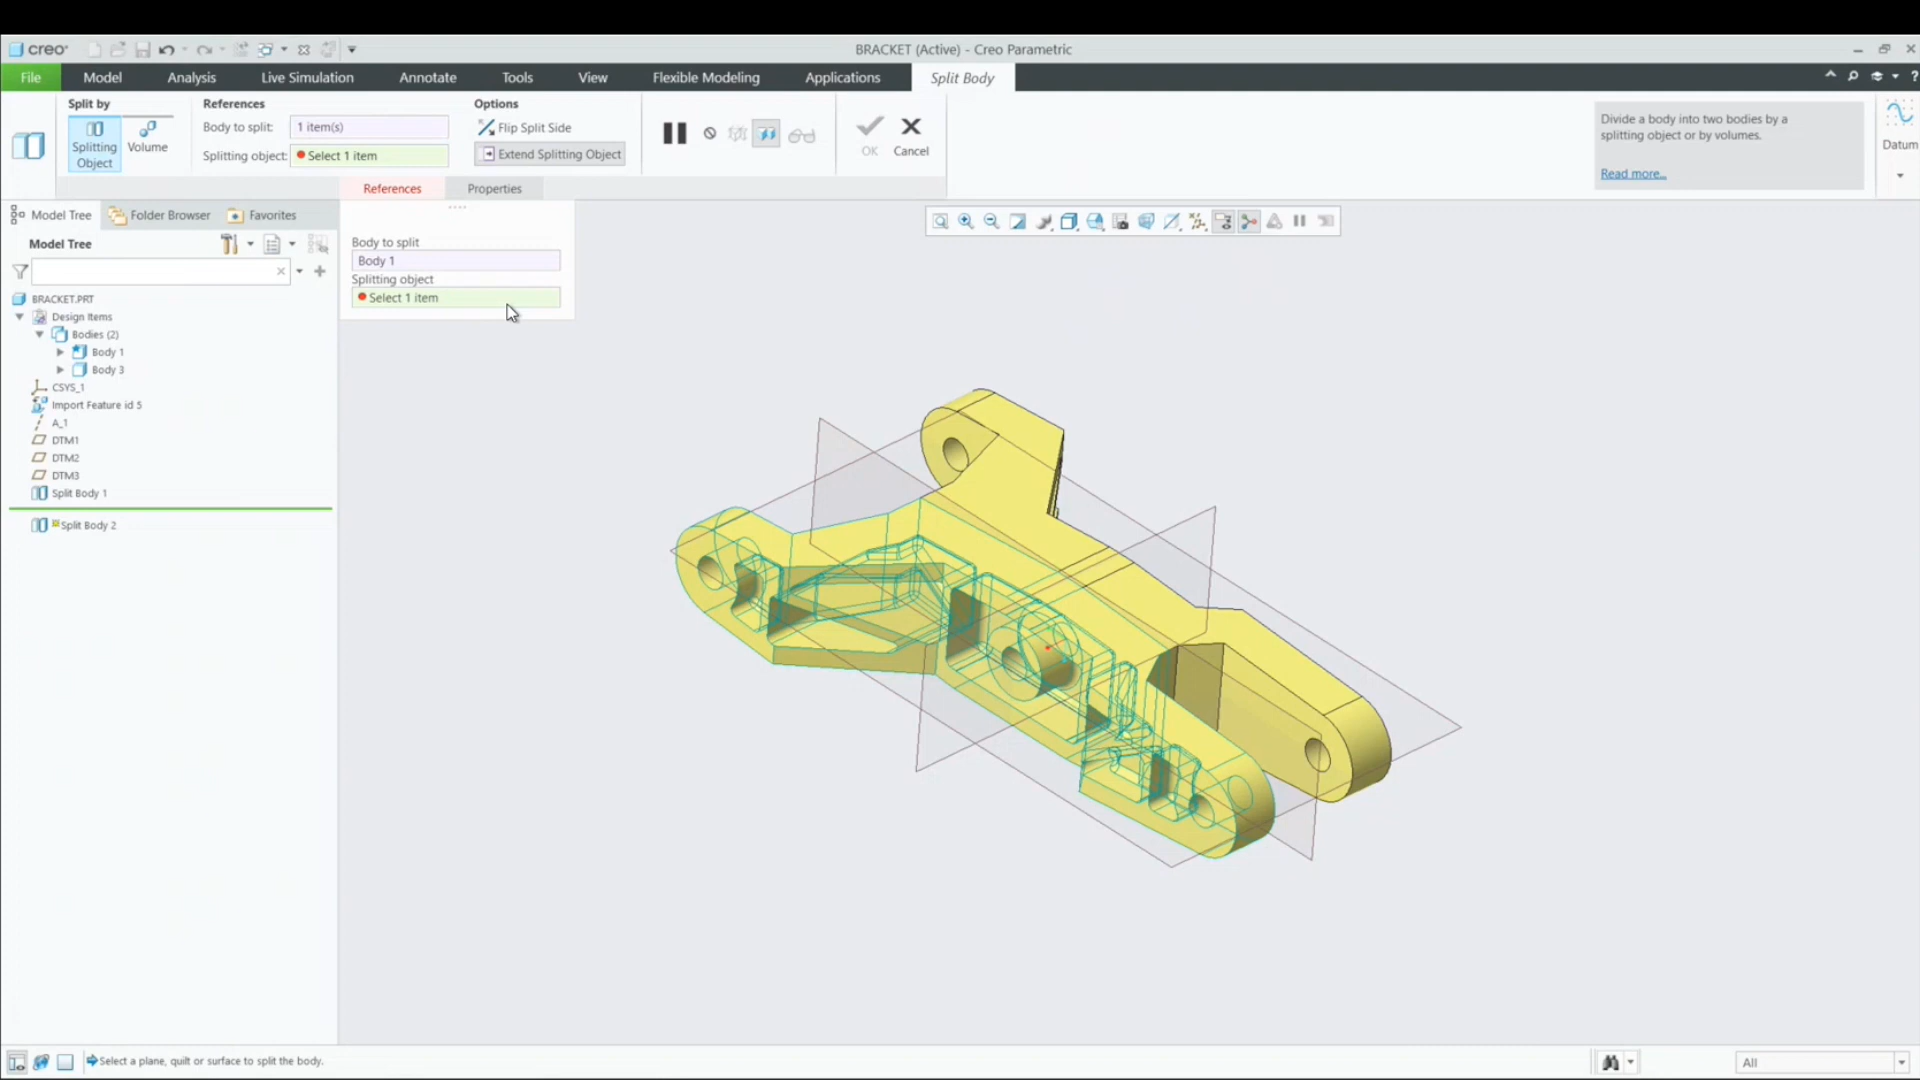 creo
BRACKET (Active) - Creo Parametric
File
Model
Analysis
Live Simulation
Annotate
Tools
View
Flexible Modeling
Applications
Split Body
?
Split by
Splitting
Object
Volume
References
Body to split:
1 item(s)
Splitting object:
Select 1 item
Options
Flip Split Side
Extend Splitting Object
OK
Cancel
Divide a body into two bodies by a
splitting object or by volumes.
Read more...
Datum
References
Properties
Model Tree
Folder Browser
Favorites
Model Tree
Body to split
Body 1
Splitting object
Select 1 item
BRACKET.PRT
Design Items
Bodies (2)
Body 1
Body 3
CSYS_1
Import Feature id 5
A_1
DTM1
DTM2
DTM3
Split Body 1
Split Body 2
Select a plane, quilt or surface to split the body.
All